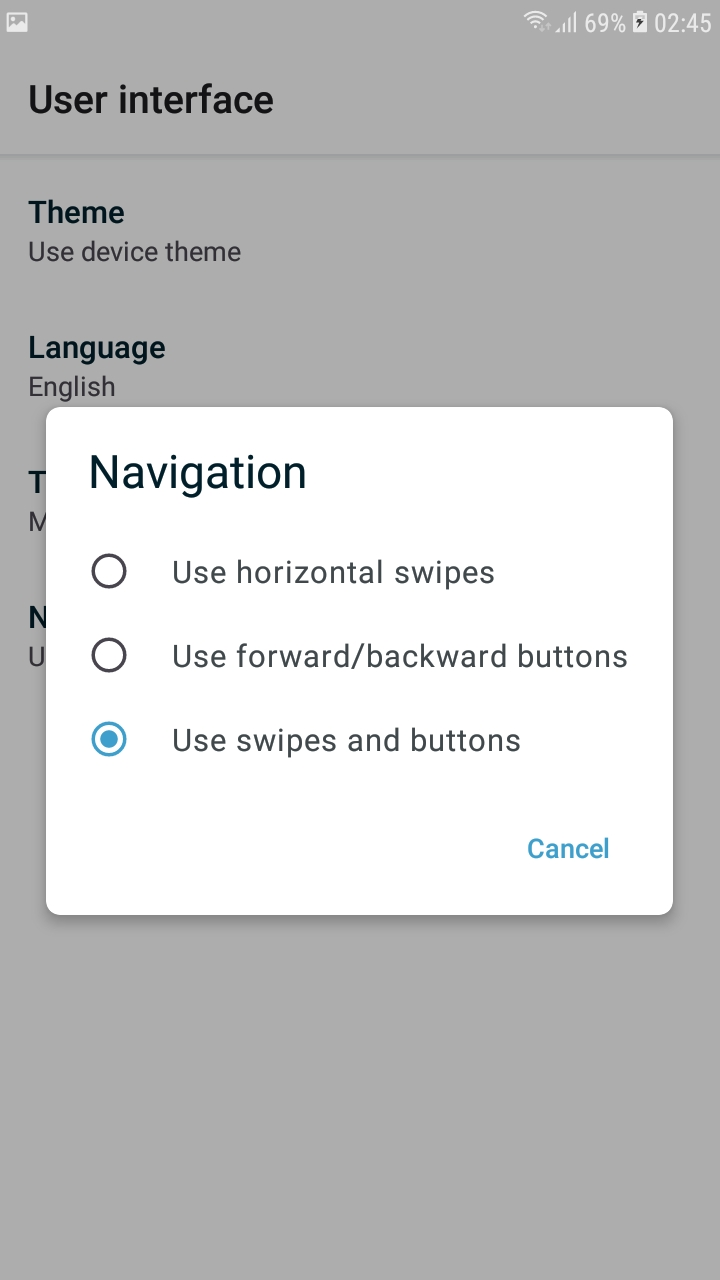 69% 02:45
User interface
Theme
Use device theme
Language
English
Navigation
Use horizontal swipes
Use forward/backward buttons
Use swipes and buttons
Cancel